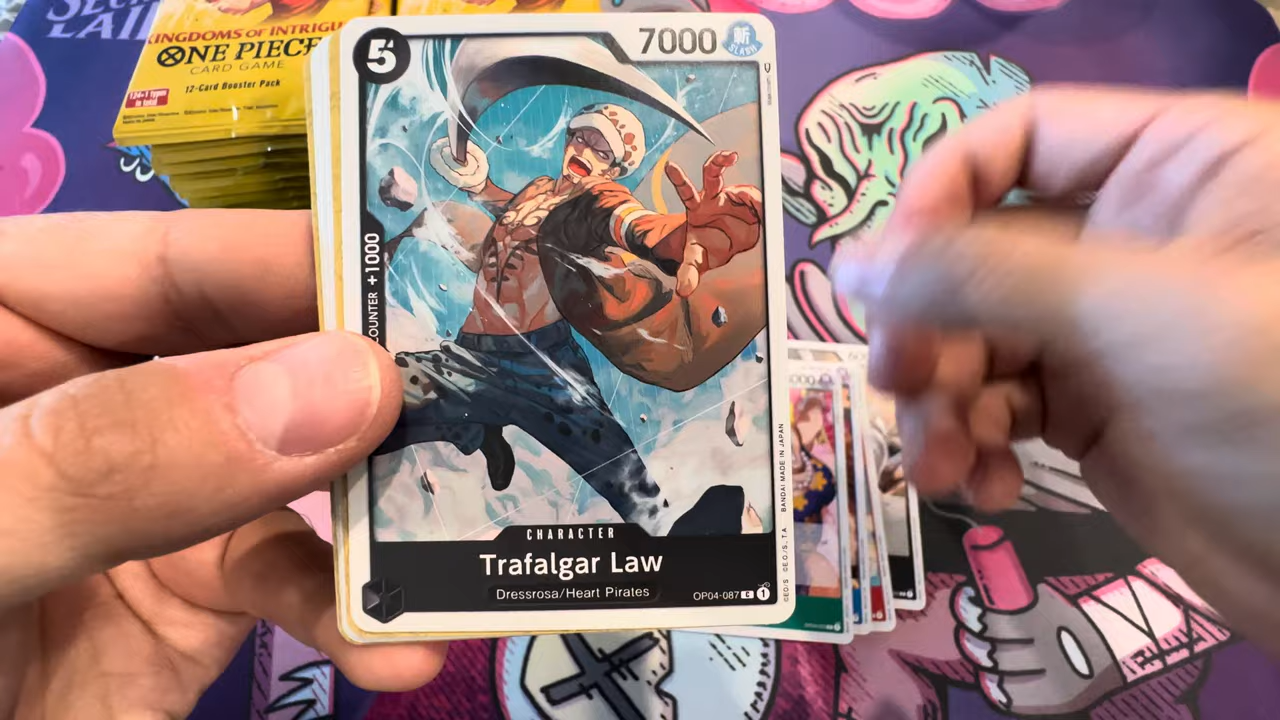 KINGDOMS OF INTRIGU
ONE PIECE
CARD GAME
12-Card Booster Pack
5
7000
斬
SLASH
COUNTER +1000
CHARACTER
Trafalgar Law
Dressrosa/Heart Pirates
OP04-087 C 1
©E.O./S., T.A. BANDAI MADE IN JAPAN